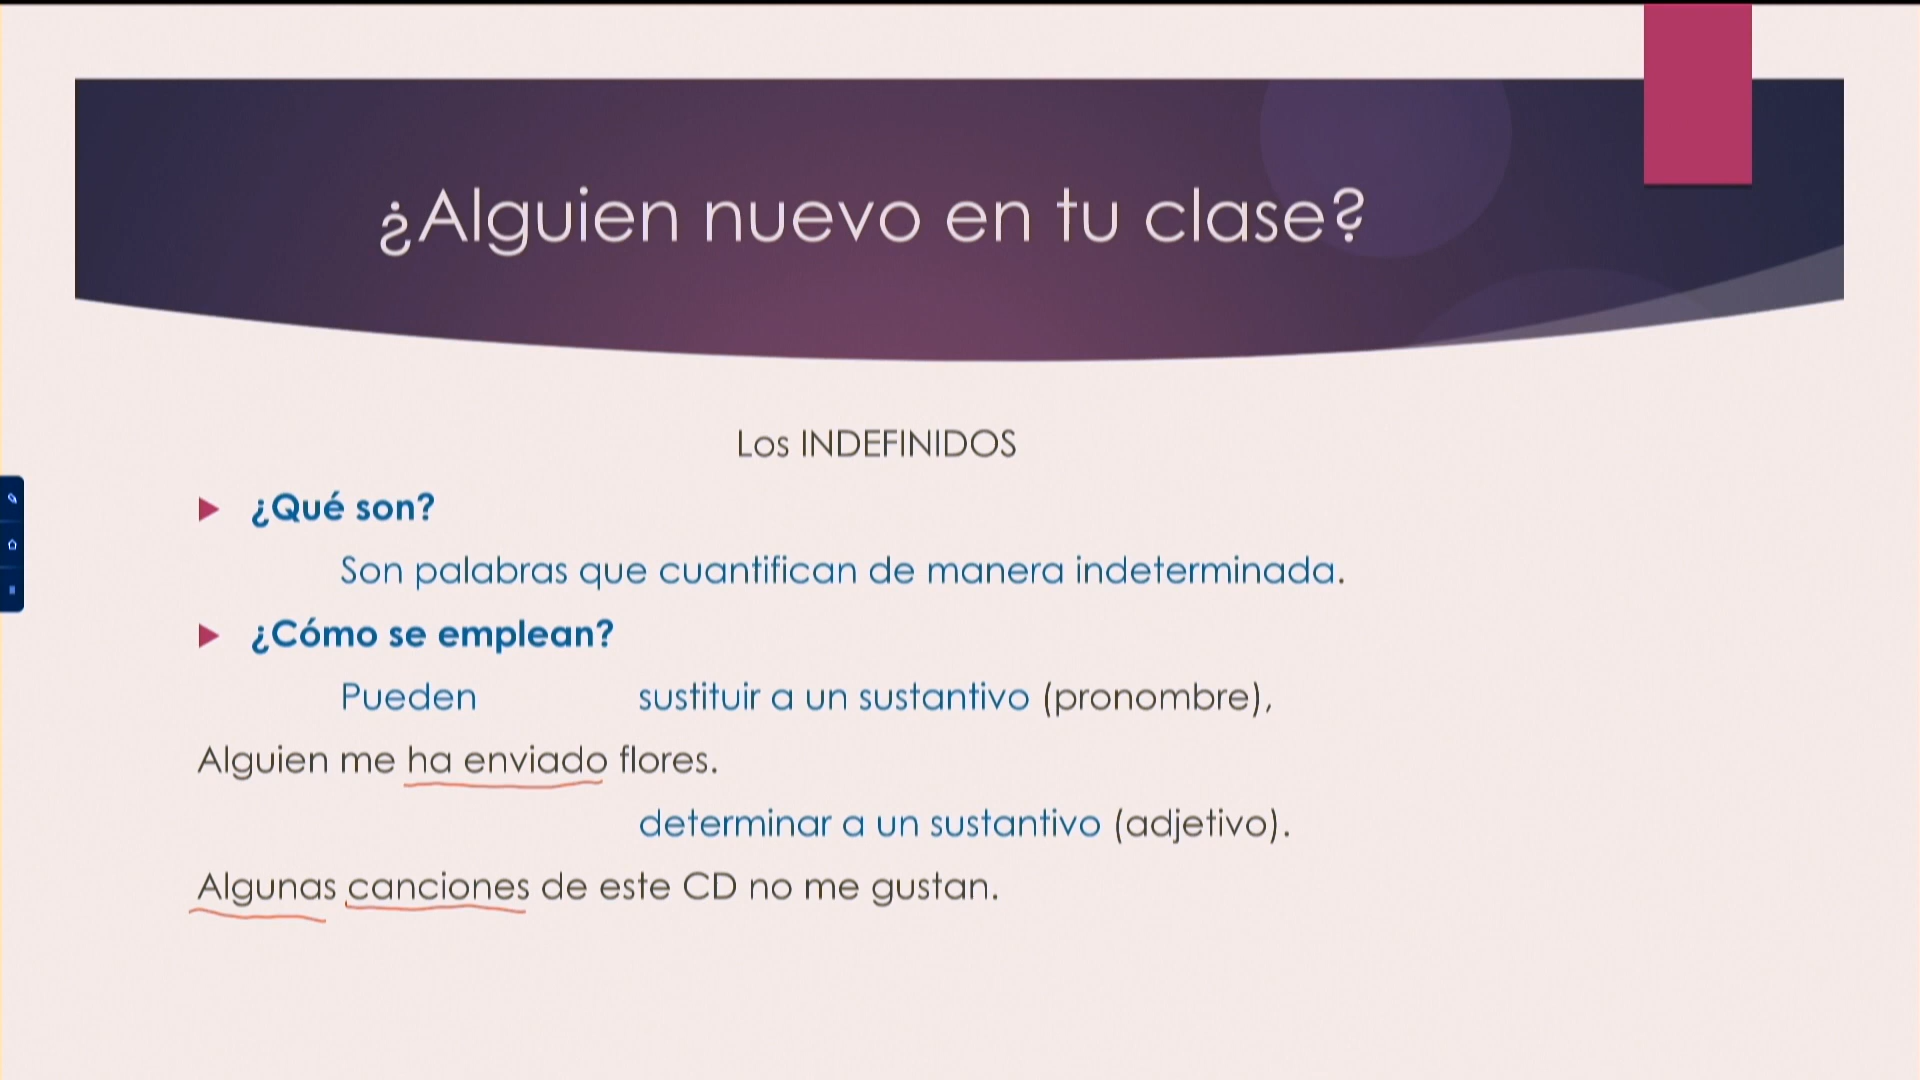 ¿Alguien nuevo en tu clase?
Los INDEFINIDOS
¿Qué son?
Son palabras que cuantifican de manera indeterminada.
¿Cómo se emplean?
Pueden sustituir a un sustantivo (pronombre),
Alguien me ha enviado flores.
determinar a un sustantivo (adjetivo).
Algunas canciones de este CD no me gustan.